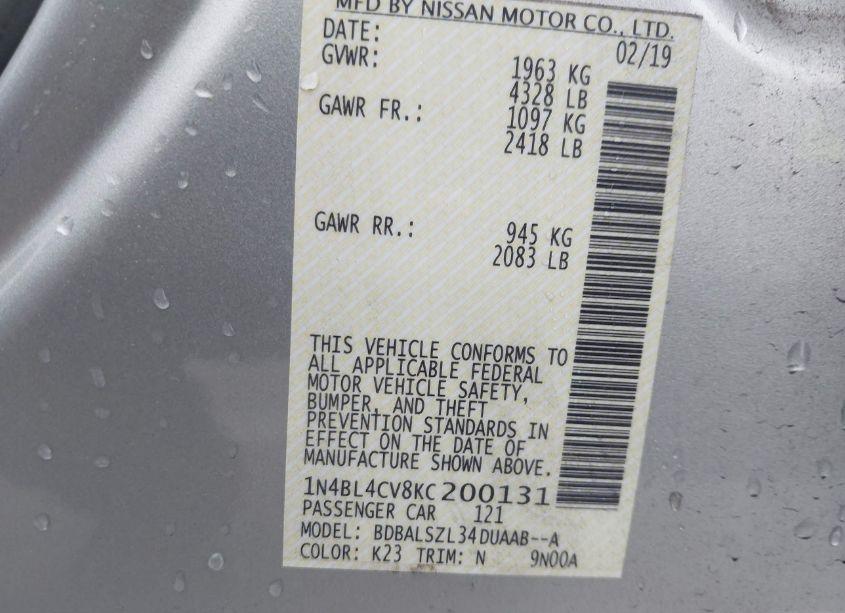 MFD BY NISSAN MOTOR CO., LTD.
DATE: 02/19
GVWR: 1963 KG
4328 LB
GAWR FR.: 1097 KG
2418 LB
GAWR RR.: 945 KG
2083 LB
THIS VEHICLE CONFORMS TO
ALL APPLICABLE FEDERAL
MOTOR VEHICLE SAFETY,
BUMPER, AND THEFT
PREVENTION STANDARDS IN
EFFECT ON THE DATE OF
MANUFACTURE SHOWN ABOVE.
1N4BL4CV8KC200131
PASSENGER CAR 121
MODEL: BDBALSZL34DUAAB--A
COLOR: K23 TRIM: N 9N00A